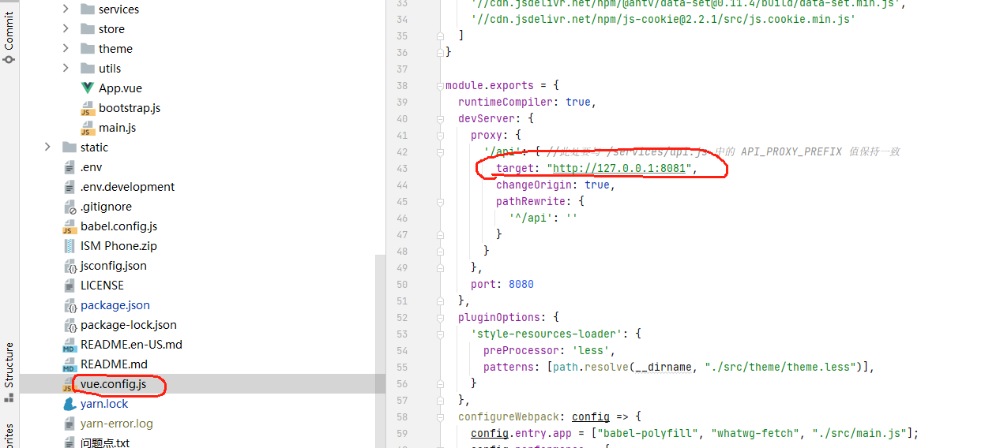 Commit
Structure
services
store
theme
utils
App.vue
bootstrap.js
main.js
static
.env
.env.development
.gitignore
babel.config.js
ISM Phone.zip
jsconfig.json
LICENSE
package.json
package-lock.json
README.en-US.md
README.md
vue.config.js
yarn.lock
yarn-error.log
问题点.txt
33 '//cdn.jsdelivr.net/npm/@antv/data-set@0.11.4/build/data-set.min.js',
34 '//cdn.jsdelivr.net/npm/js-cookie@2.2.1/src/js.cookie.min.js'
35 ]
36 }
37
38 module.exports = {
39 runtimeCompiler: true,
40 devServer: {
41 proxy: {
42 '/api': { //此处要与 /services/api.js 中的 API_PROXY_PREFIX 值保持一致
43 target: "http://127.0.0.1:8081",
44 changeOrigin: true,
45 pathRewrite: {
46 '^/api': ''
47 }
48 }
49 },
50 port: 8080
51 },
52 pluginOptions: {
53 'style-resources-loader': {
54 preProcessor: 'less',
55 patterns: [path.resolve(__dirname, "./src/theme/theme.less")],
56 }
57 },
58 configureWebpack: config => {
59 config.entry.app = ["babel-polyfill", "whatwg-fetch", "./src/main.js"];